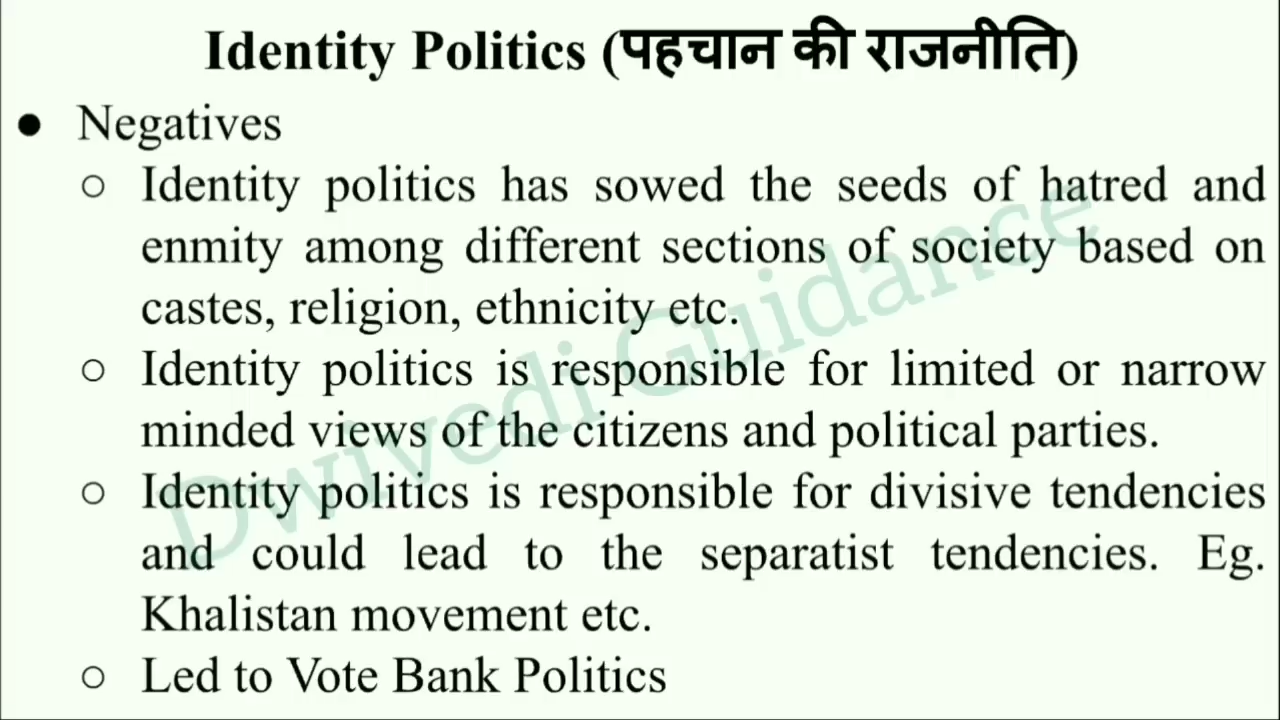 Identity Politics (पहचान की राजनीति)
● Negatives
○ Identity politics has sowed the seeds of hatred and
enmity among different sections of society based on
castes, religion, ethnicity etc.
○ Identity politics is responsible for limited or narrow
minded views of the citizens and political parties.
○ Identity politics is responsible for divisive tendencies
and could lead to the separatist tendencies. Eg.
Khalistan movement etc.
○ Led to Vote Bank Politics
Dwivedi Guidance